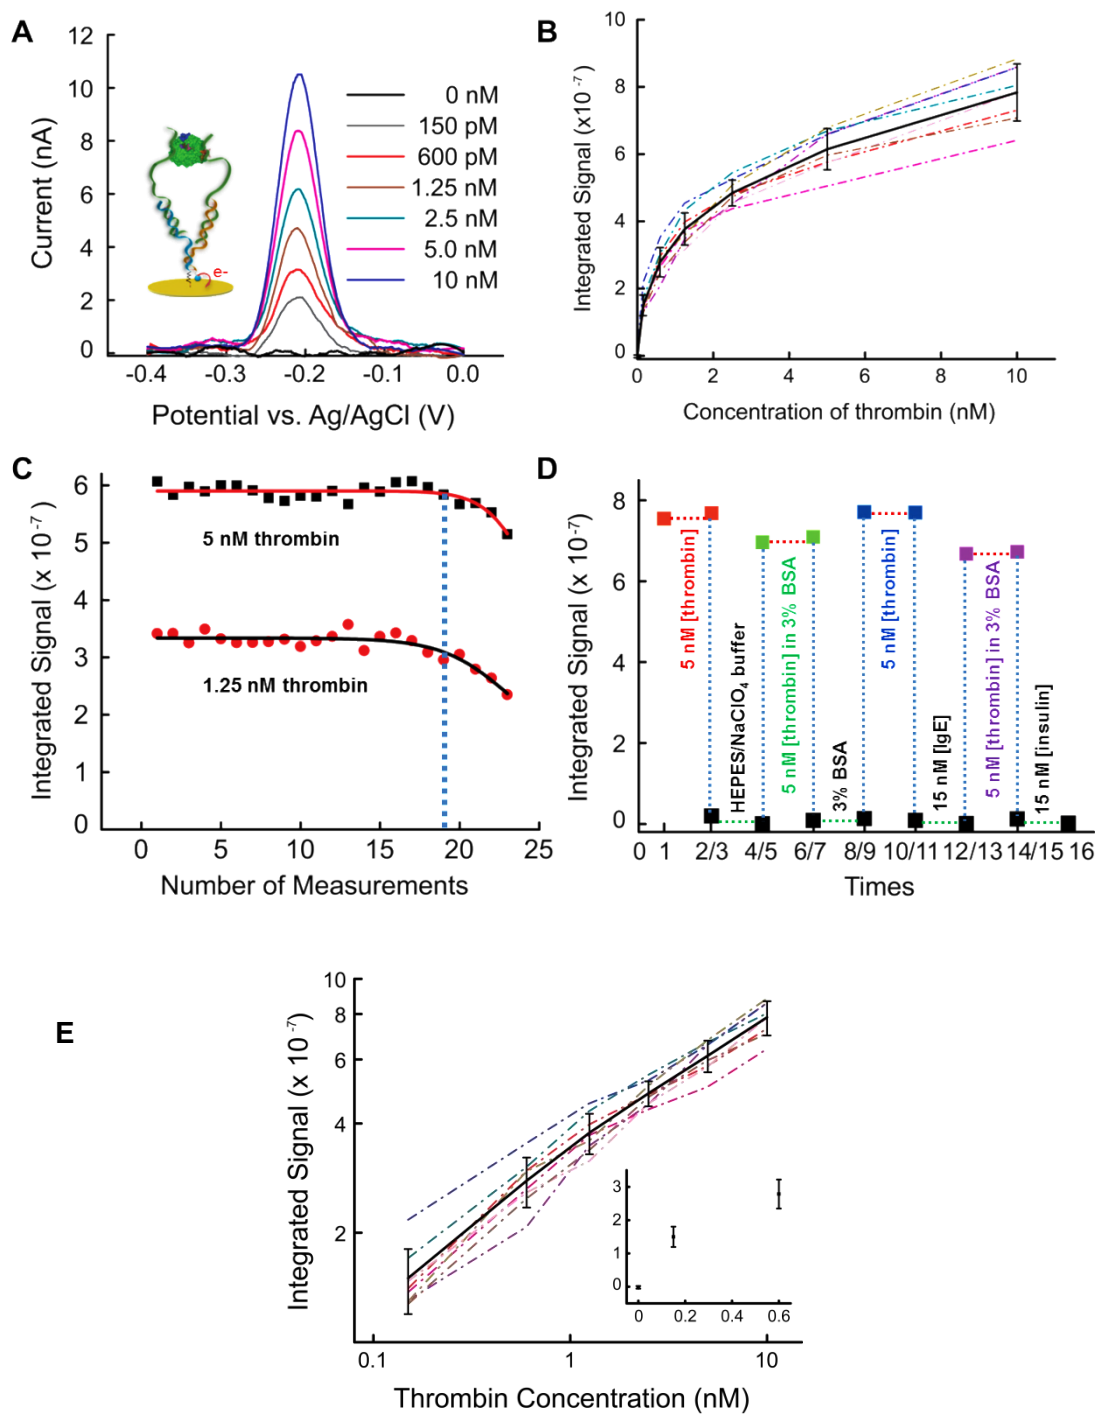 A
Current (nA)
12
10
8
6
4
2
0
-0.4
-0.3
-0.2
-0.1
0.0
Potential vs. Ag/AgCl (V)
e-
0 nM
150 pM
600 pM
1.25 nM
2.5 nM
5.0 nM
10 nM
B
Integrated Signal (x10 -7)
10
8
6
4
2
0
0
2
4
6
8
10
Concentration of thrombin (nM)
C
Integrated Signal (x 10 -7)
6
5
4
3
2
1
0
5 nM thrombin
1.25 nM thrombin
0
5
10
15
20
25
Number of Measurements
D
Integrated Signal (x 10-7)
8
6
4
2
0
5 nM [thrombin]
HEPES/NaClO4 buffer
5 nM [thrombin] in 3% BSA
3% BSA
5 nM [thrombin]
15 nM [IgE]
5 nM [thrombin] in 3% BSA
15 nM [insulin]
0 1 2/3 4/5 6/7 8/9 10/11 12/13 14/15 16
Times
E
Integrated Signal (x 10 -7)
10
8
6
4
2
3
2
1
0
0
0.2
0.4
0.6
0.1
1
10
Thrombin Concentration (nM)